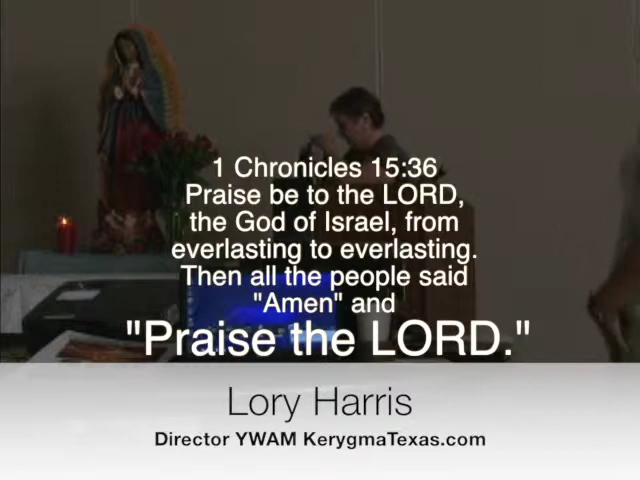 1 Chronicles 15:36
Praise be to the LORD,
the God of Israel, from
everlasting to everlasting.
Then all the people said
"Amen" and
"Praise the LORD."
Lory Harris
Director YWAM KerygmaTexas.com